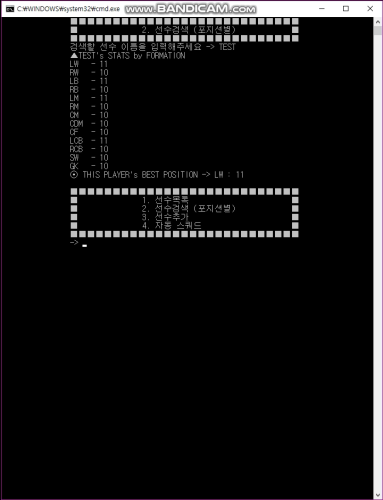 C:₩WINDOWS₩system32₩cmd.exe
www.BANDICAM.com
2. 선수검색 (포지션별)
검색할 선수 이름을 입력해주세요 -> TEST
▲TEST's STATS by FORMATION
LW - 11
RW - 10
LB - 11
RB - 10
LM - 11
RM - 10
CM - 10
COM - 10
CF - 10
LCB - 11
RCB - 10
SW - 10
GK - 10
⊙ THIS PLAYER's BEST POSITION -> LW : 11
1. 선수목록
2. 선수검색 (포지션별)
3. 선수추가
4. 자동 스쿼드
->